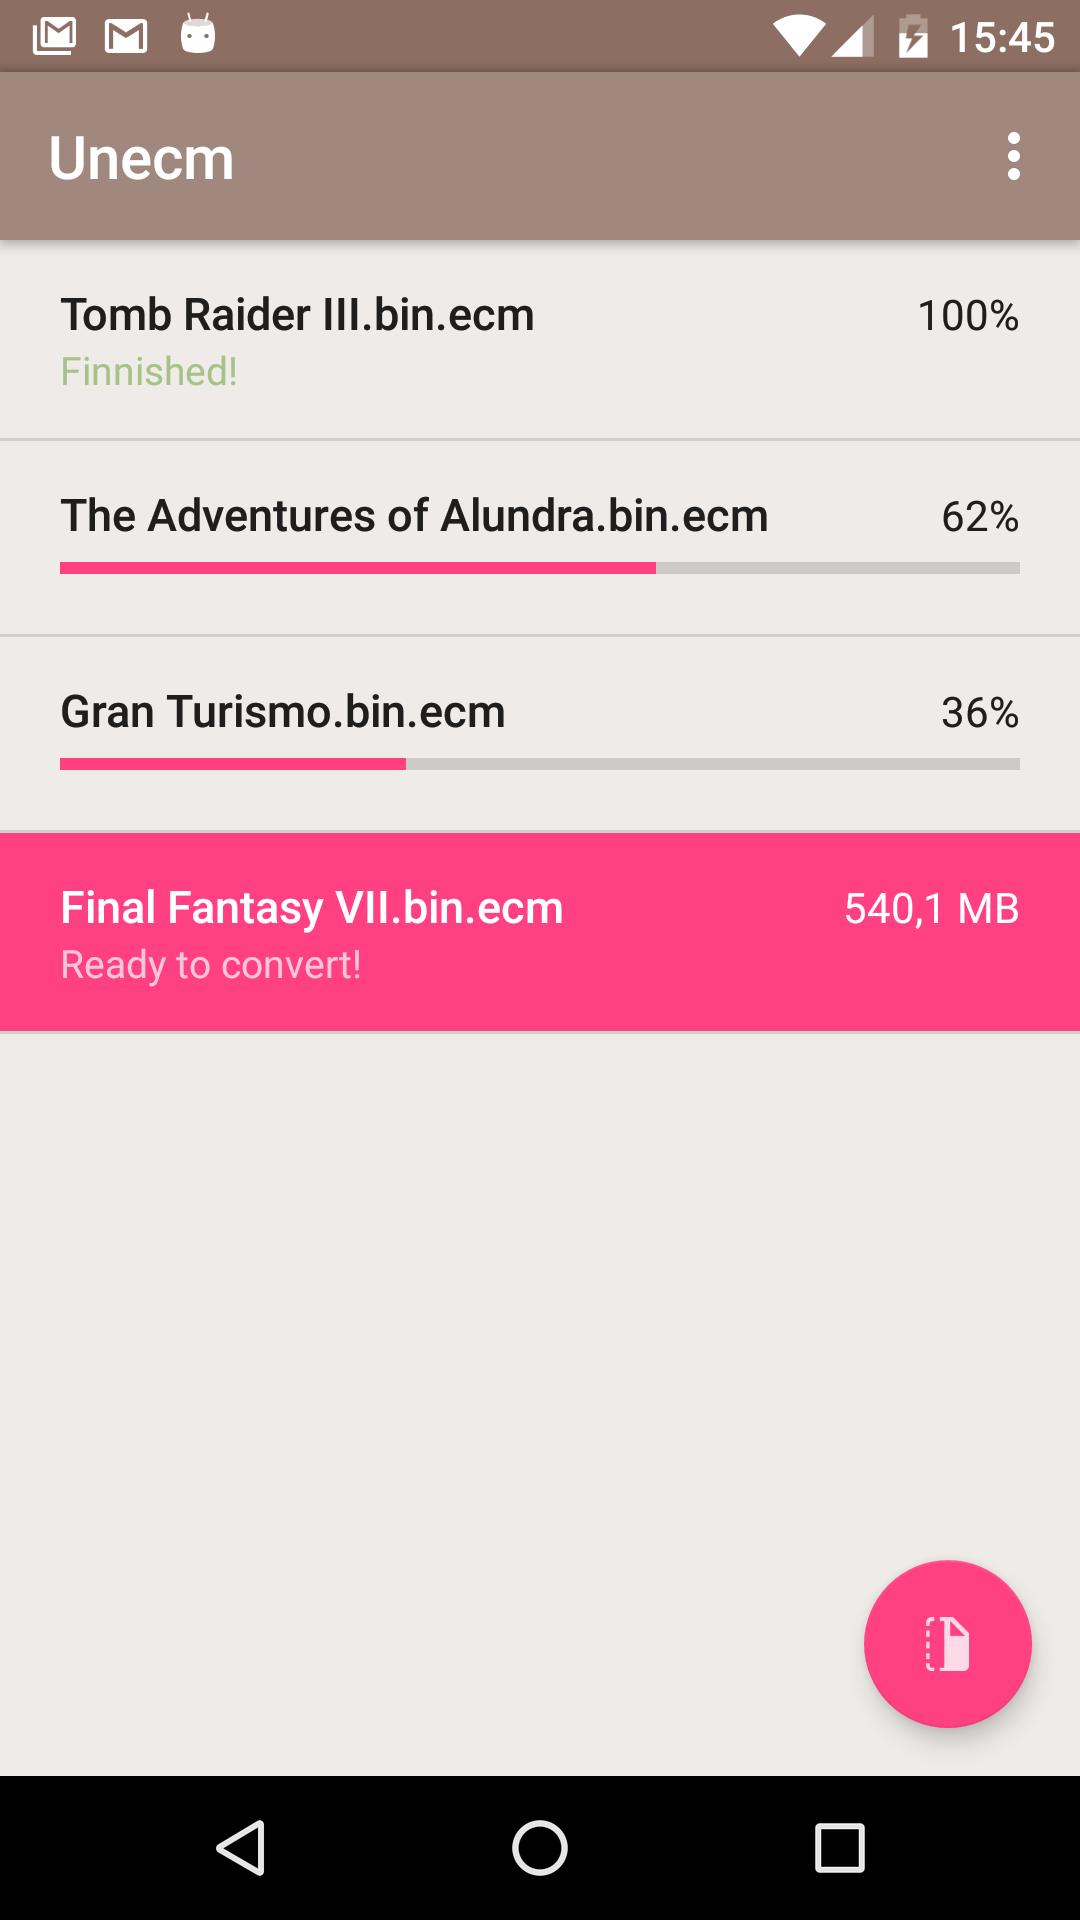 15:45
Unecm
Tomb Raider III.bin.ecm 100%
Finnished!
The Adventures of Alundra.bin.ecm 62%
Gran Turismo.bin.ecm 36%
Final Fantasy VII.bin.ecm 540,1 MB
Ready to convert!